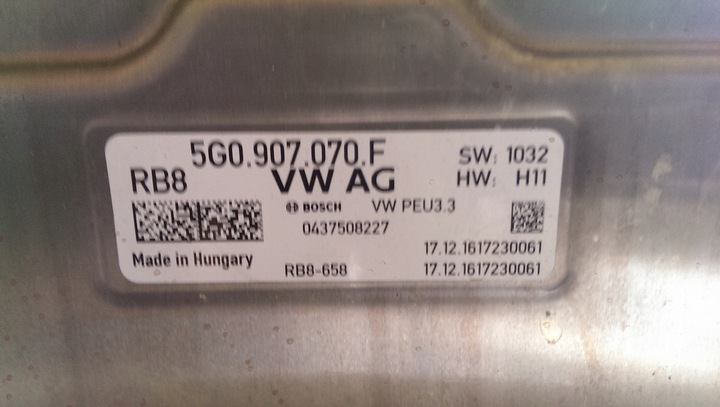 5G0.907.070.F SW: 1032
RB8 VW AG HW: H11
BOSCH VW PEU3.3
0437508227
17.12.1617230061
Made in Hungary RB8-658 17.12.1617230061